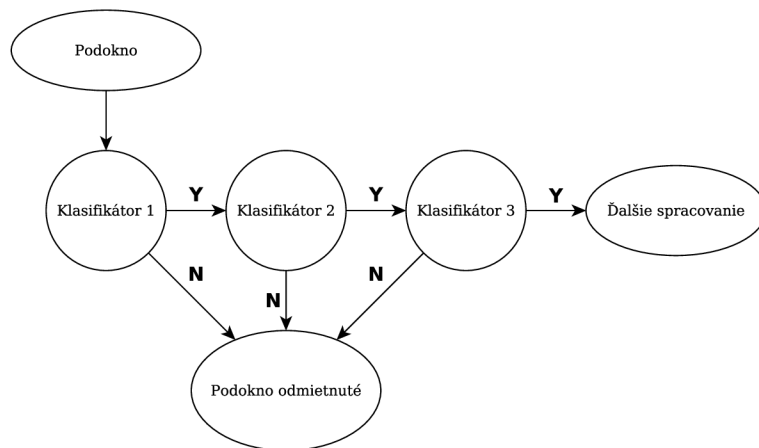 Podokno
Klasifikátor 1
Y
Klasifikátor 2
Y
Klasifikátor 3
Y
Ďalšie spracovanie
N
N
N
Podokno odmietnuté